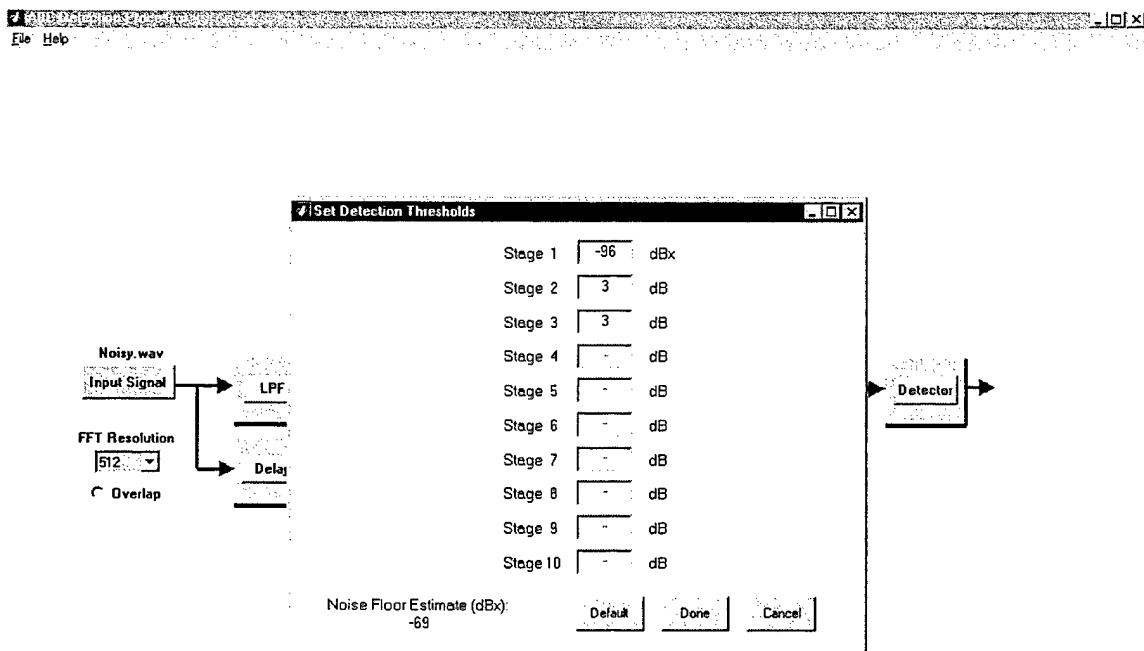 File Help
Set Detection Thresholds
Stage 1 -96 dBx
Stage 2 3 dB
Stage 3 3 dB
Stage 4 - dB
Stage 5 - dB
Stage 6 - dB
Stage 7 - dB
Stage 8 - dB
Stage 9 - dB
Stage 10 - dB
Noise Floor Estimate (dBx):
-69
Default Done Cancel
Noisy.wav
Input Signal
FFT Resolution
512
Overlap
LPF
Delay
Detector